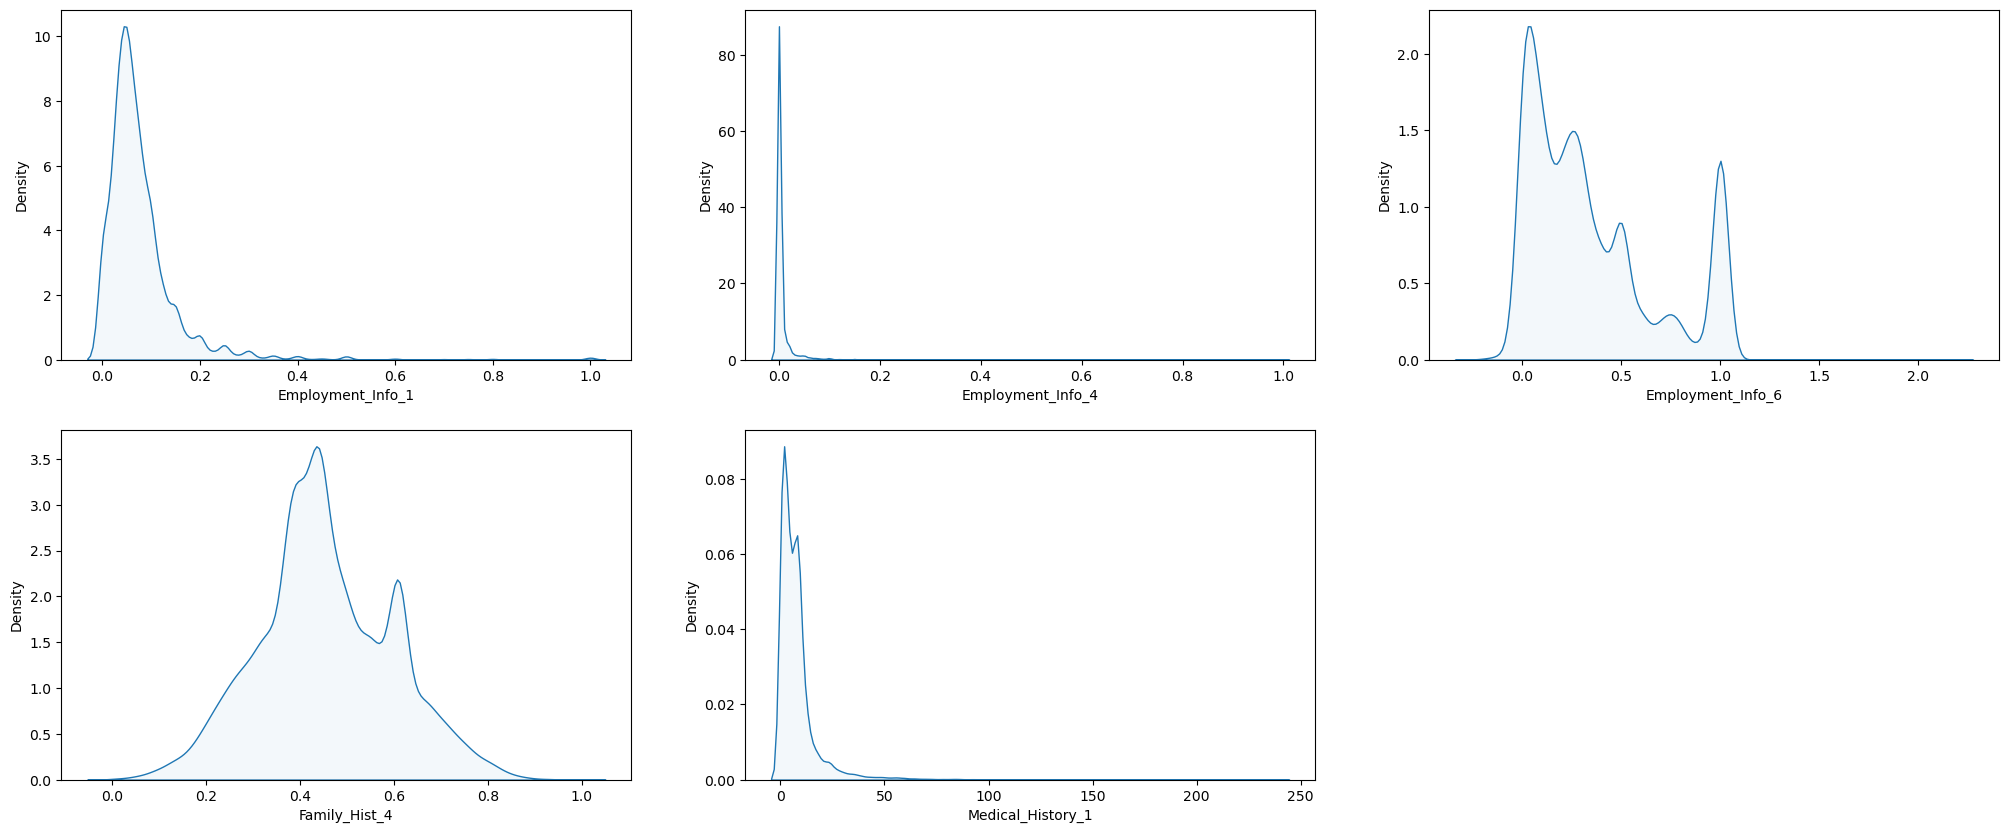 Density
10
8
6
4
2
0
0.0 0.2 0.4 0.6 0.8 1.0
Employment_Info_1
Density
80
60
40
20
0
0.0 0.2 0.4 0.6 0.8 1.0
Employment_Info_4
Density
2.0
1.5
1.0
0.5
0.0
0.0 0.5 1.0 1.5 2.0
Employment_Info_6
Density
3.5
3.0
2.5
2.0
1.5
1.0
0.5
0.0
0.0 0.2 0.4 0.6 0.8 1.0
Family_Hist_4
Density
0.08
0.06
0.04
0.02
0.00
0 50 100 150 200 250
Medical_History_1